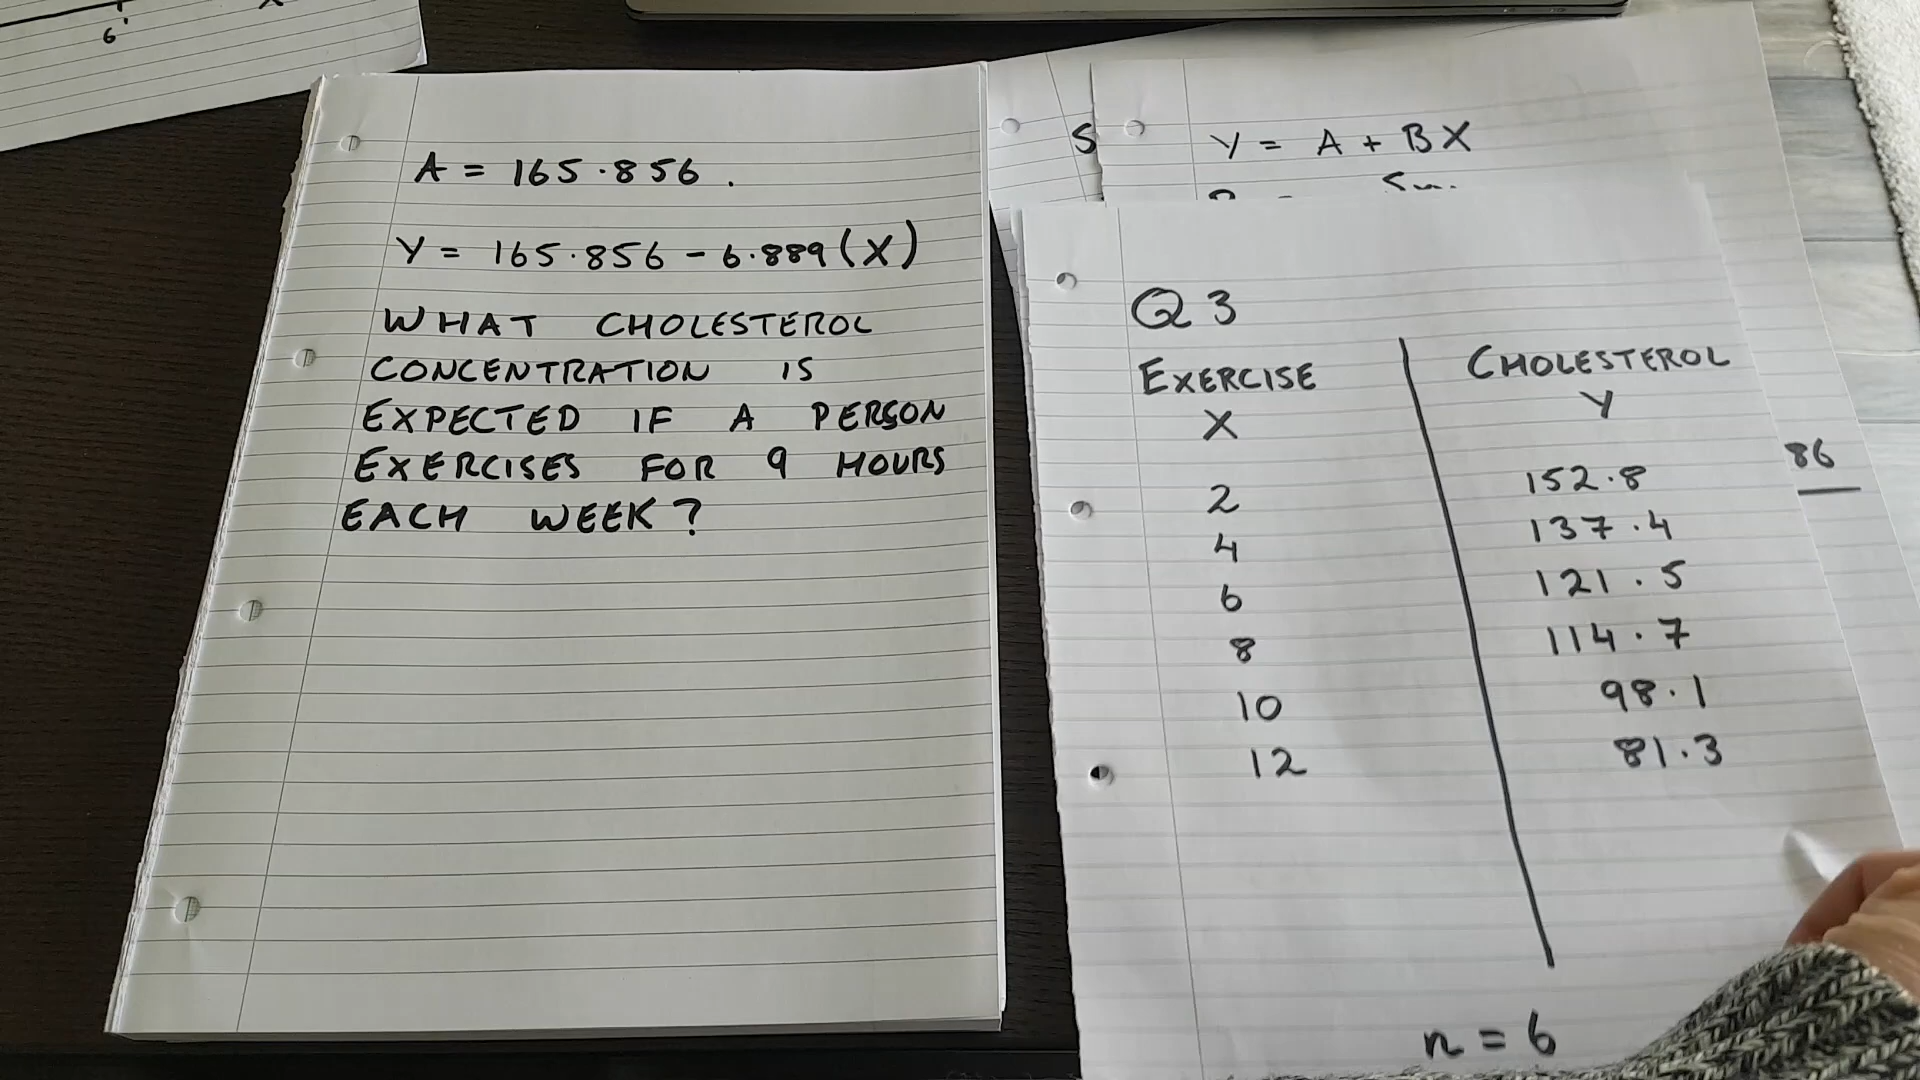 6
A = 165.856.
Y = 165.856 - 6.889(X)
WHAT CHOLESTEROL
CONCENTRATION IS
EXPECTED IF A PERSON
EXERCISES FOR 9 HOURS
EACH WEEK?
S
Y = A + BX
Q3
EXERCISE CHOLESTEROL
X Y
2 152.8
4 137.4
6 121.5
8 114.7
10 98.1
12 81.3
n = 6
86